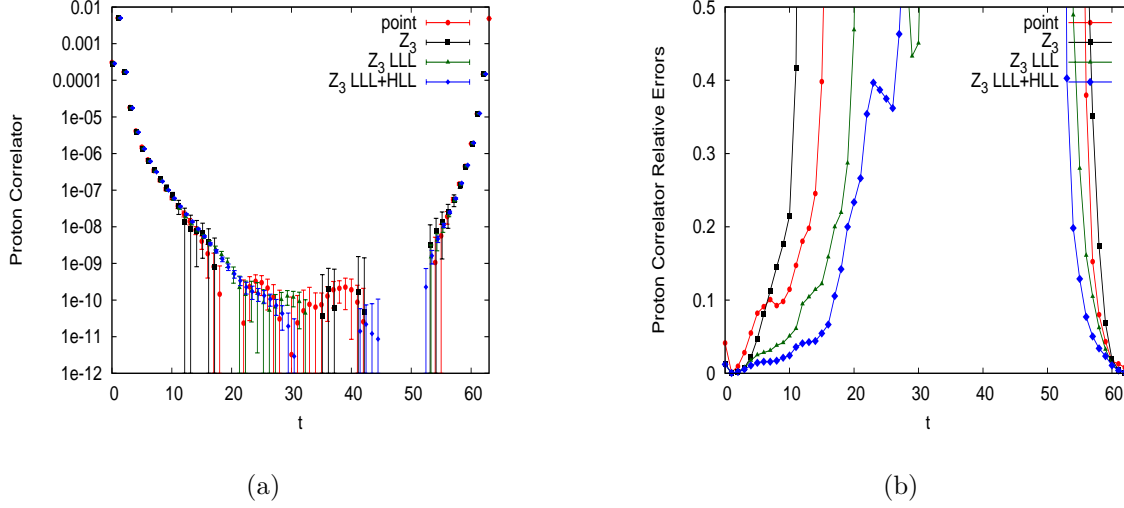 0.01
0.001
0.0001
1e-05
1e-06
1e-07
1e-08
1e-09
1e-10
1e-11
1e-12
0 10 20 30 40 50 60
Proton Correlator
t
point
Z3
Z3 LLL
Z3 LLL+HLL
(a)
0.5
0.4
0.3
0.2
0.1
0
0 10 20 30 40 50 60
Proton Correlator Relative Errors
t
point
Z3
Z3 LLL
Z3 LLL+HLL
(b)